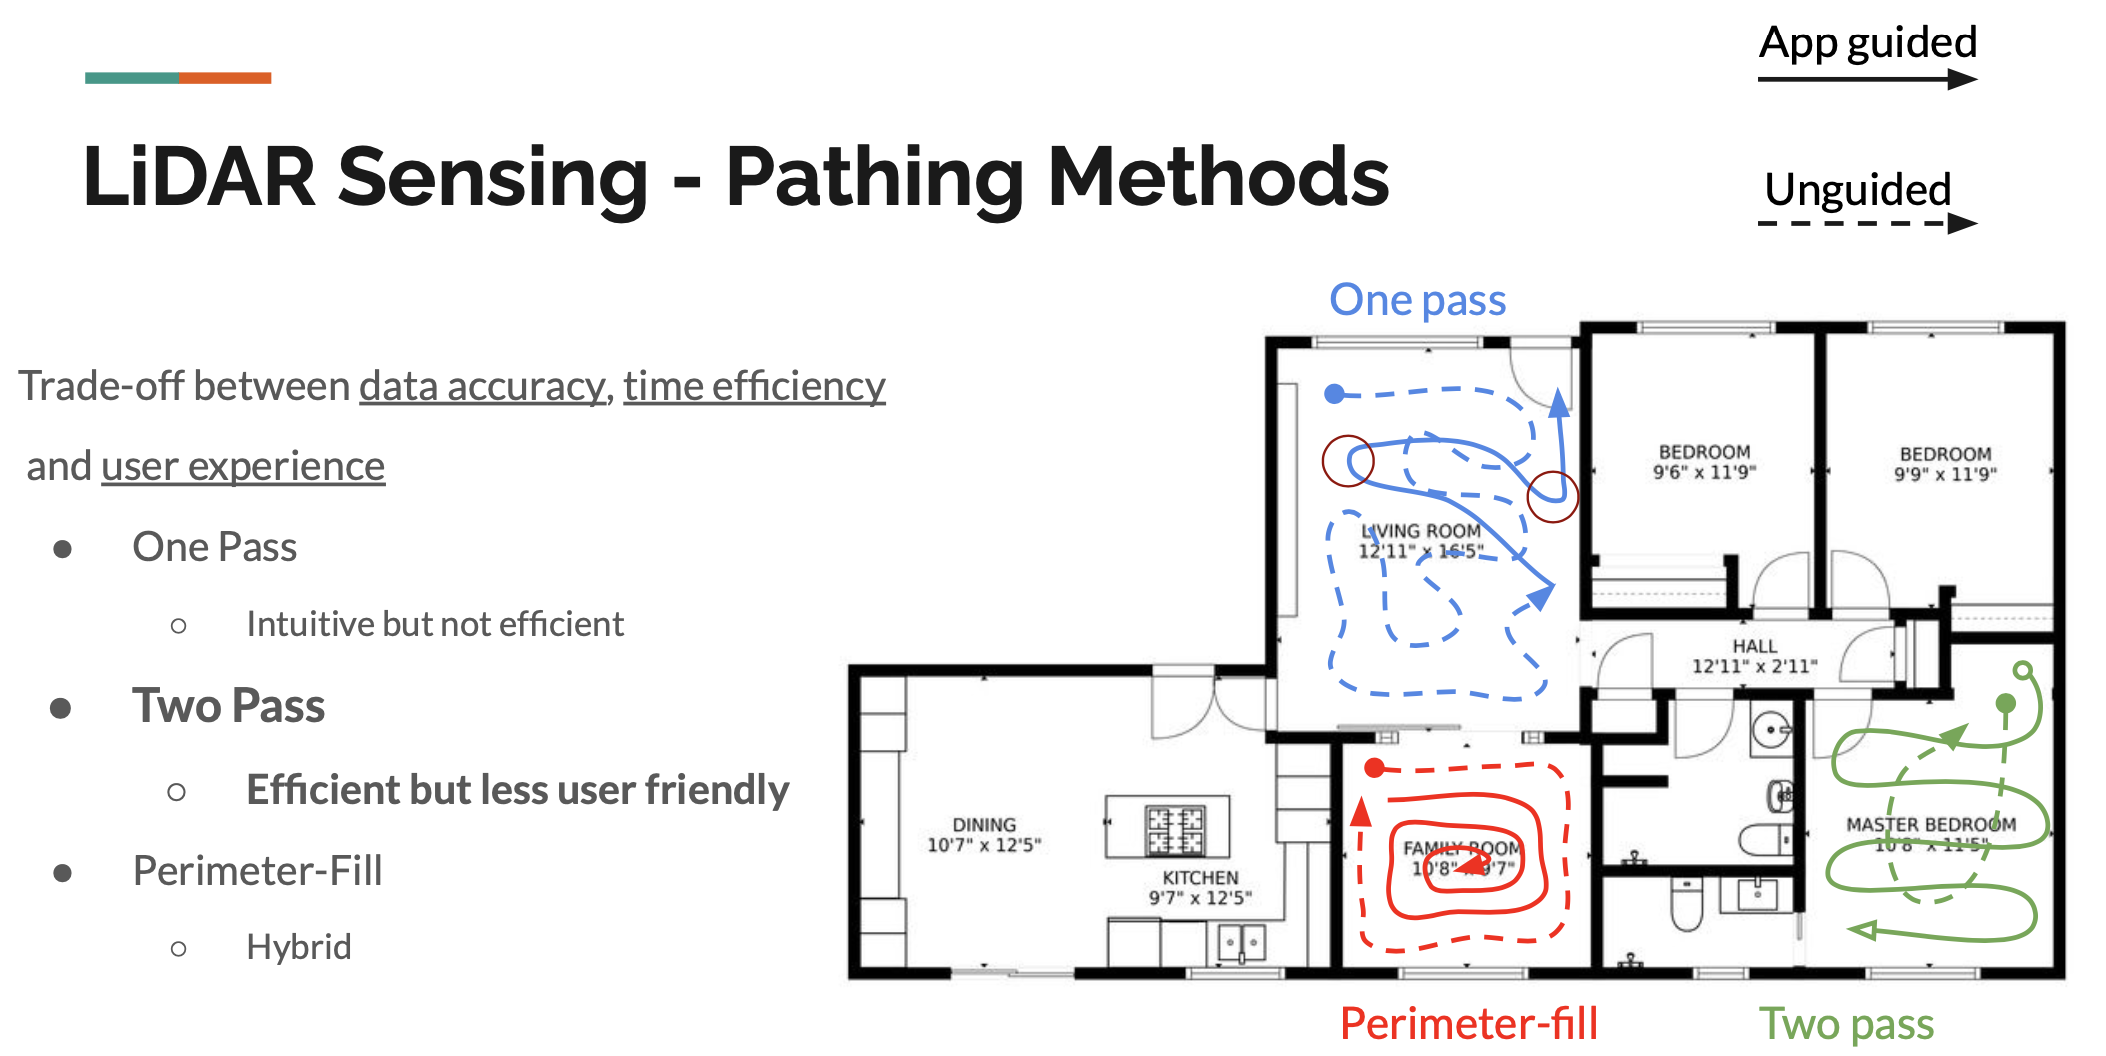 App guided
LiDAR Sensing - Pathing Methods
Unguided
One pass
Trade-off between data accuracy, time efficiency
and user experience
● One Pass
○ Intuitive but not efficient
● Two Pass
○ Efficient but less user friendly
● Perimeter-Fill
○ Hybrid
BEDROOM
9'6" x 11'9"
BEDROOM
9'9" x 11'9"
LIVING ROOM
12'11" x 16'5"
HALL
12'11" x 2'11"
DINING
10'7" x 12'5"
KITCHEN
9'7" x 12'5"
FAMILY ROOM
10'8" x 9'7"
MASTER BEDROOM
10'8" x 11'5"
Perimeter-fill
Two pass